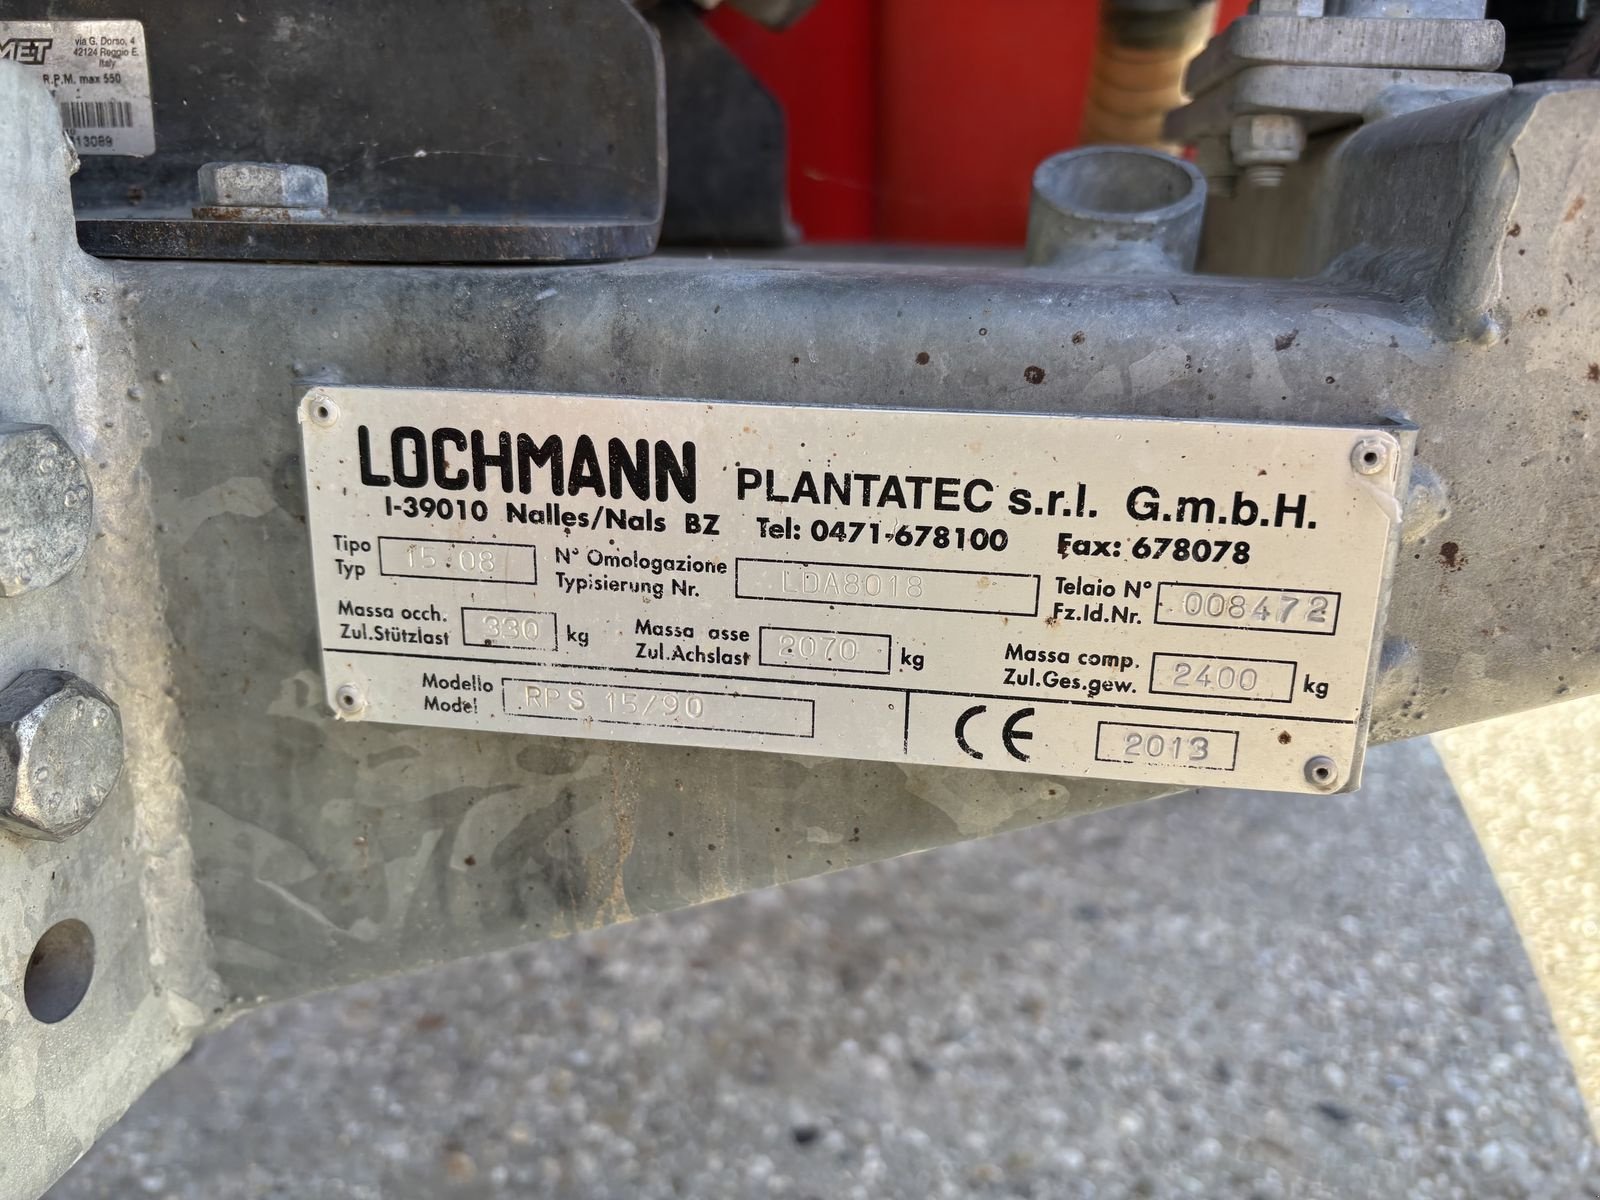 MET
via G. Dorso, 4
42124 Reggio E.
Italy
R.P.M. max 550
13089
LOCHMANN PLANTATEC s.r.l. G.m.b.H.
I-39010 Nalles/Nals BZ Tel: 0471-678100 Fax: 678078
Tipo 15.08 N° Omologazione LDA8018 Telaio N° 008472
Typ Typisierung Nr. Fz.Id.Nr.
Massa occh. 330 kg Massa asse 2070 kg Massa comp. 2400 kg
Zul.Stützlast Zul.Achslast Zul.Ges.gew.
Modello RPS 15/90 CE 2013
Model